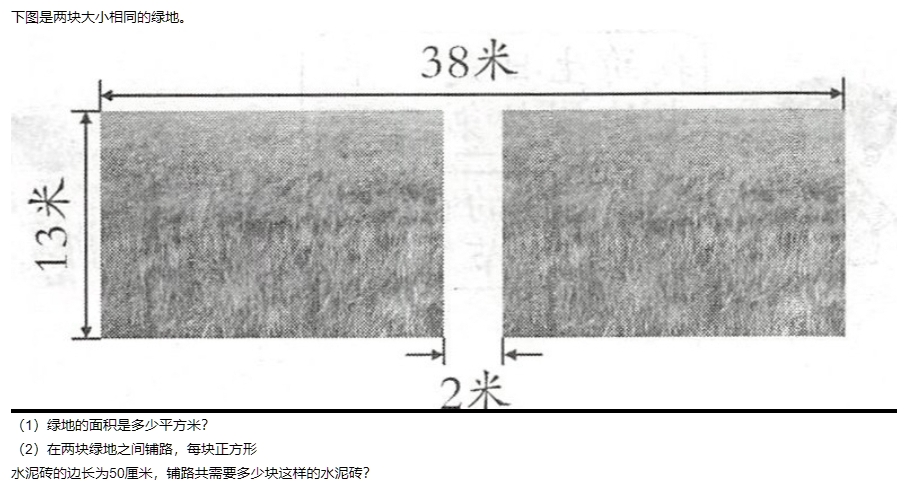 下图是两块大小相同的绿地。
38米
13米
2米
（1）绿地的面积是多少平方米？
（2）在两块绿地之间铺路，每块正方形
水泥砖的边长为50厘米，铺路共需要多少块这样的水泥砖？